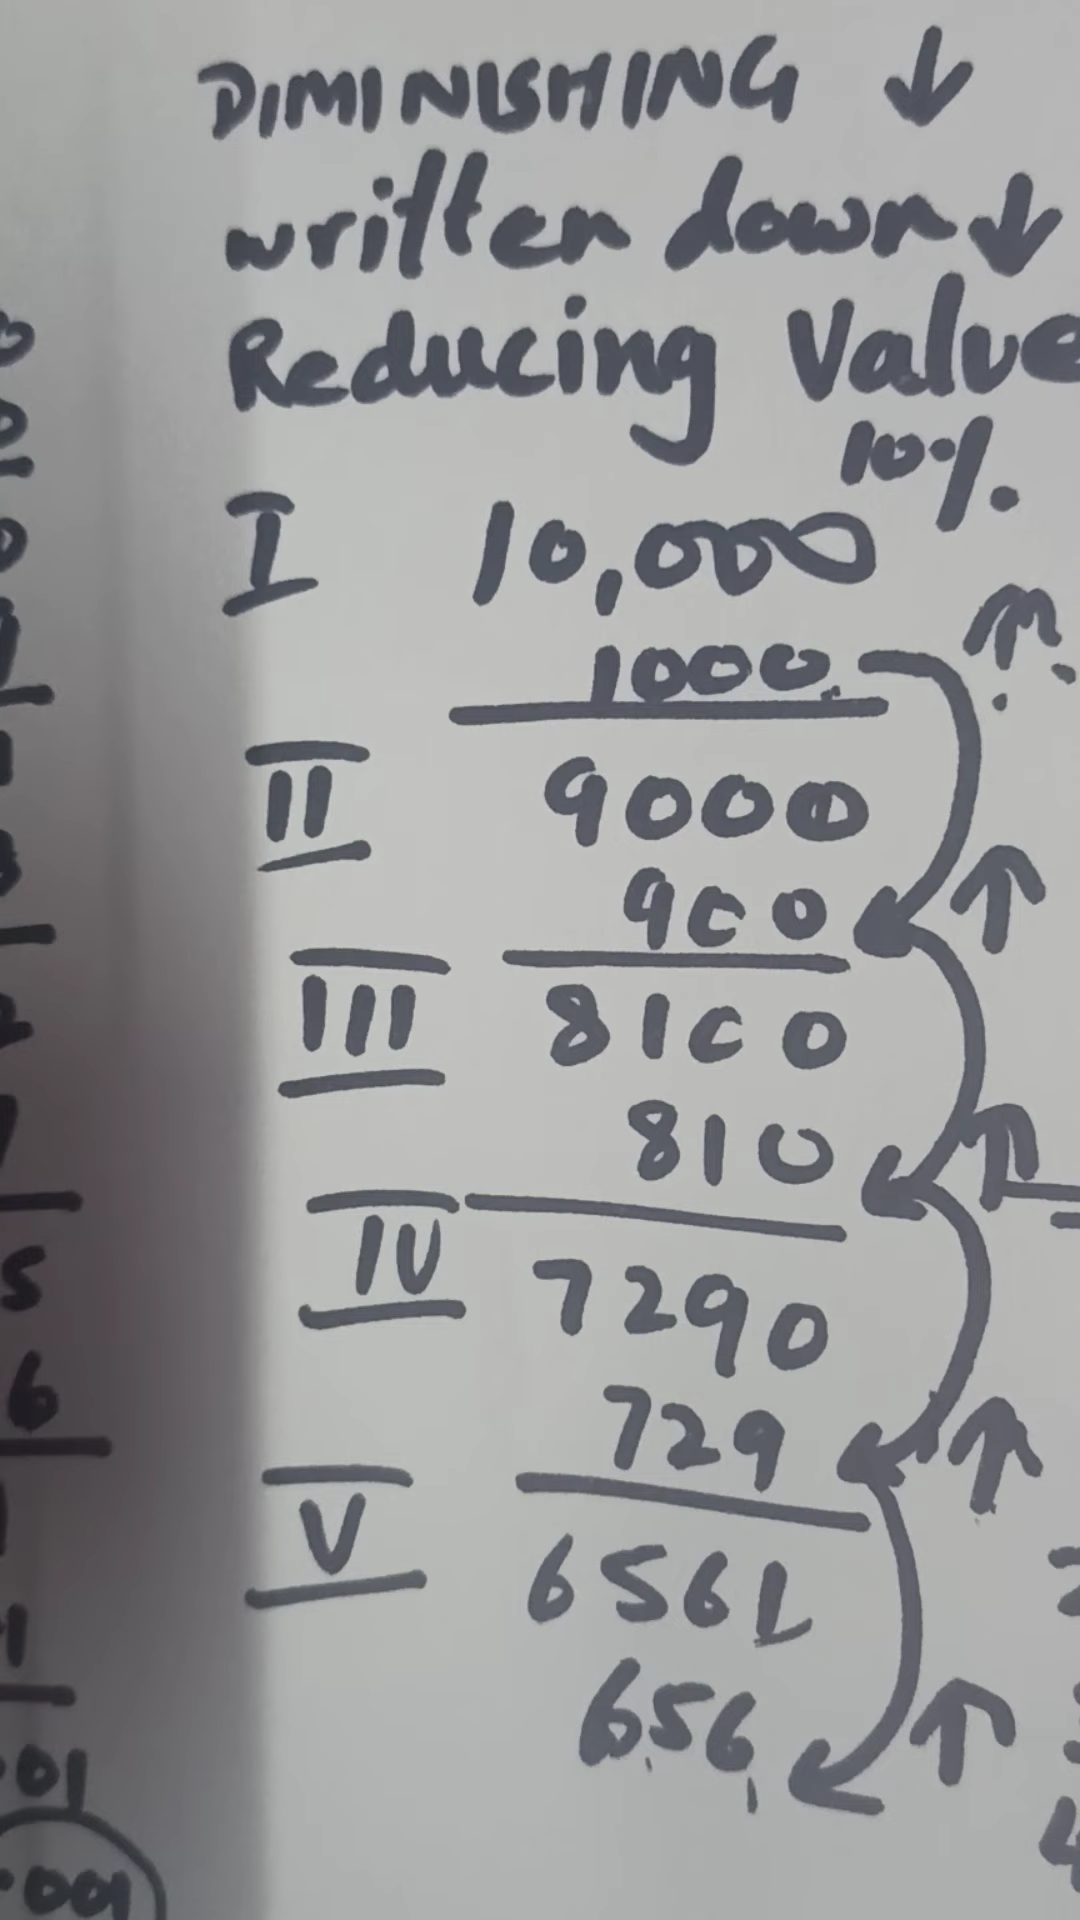 DIMINISHING ↓
written down ↓
Reducing Value
10%.
I 10,000
1000
II 9000
900
III 8100
810
IV 7290
729
V 6561
656